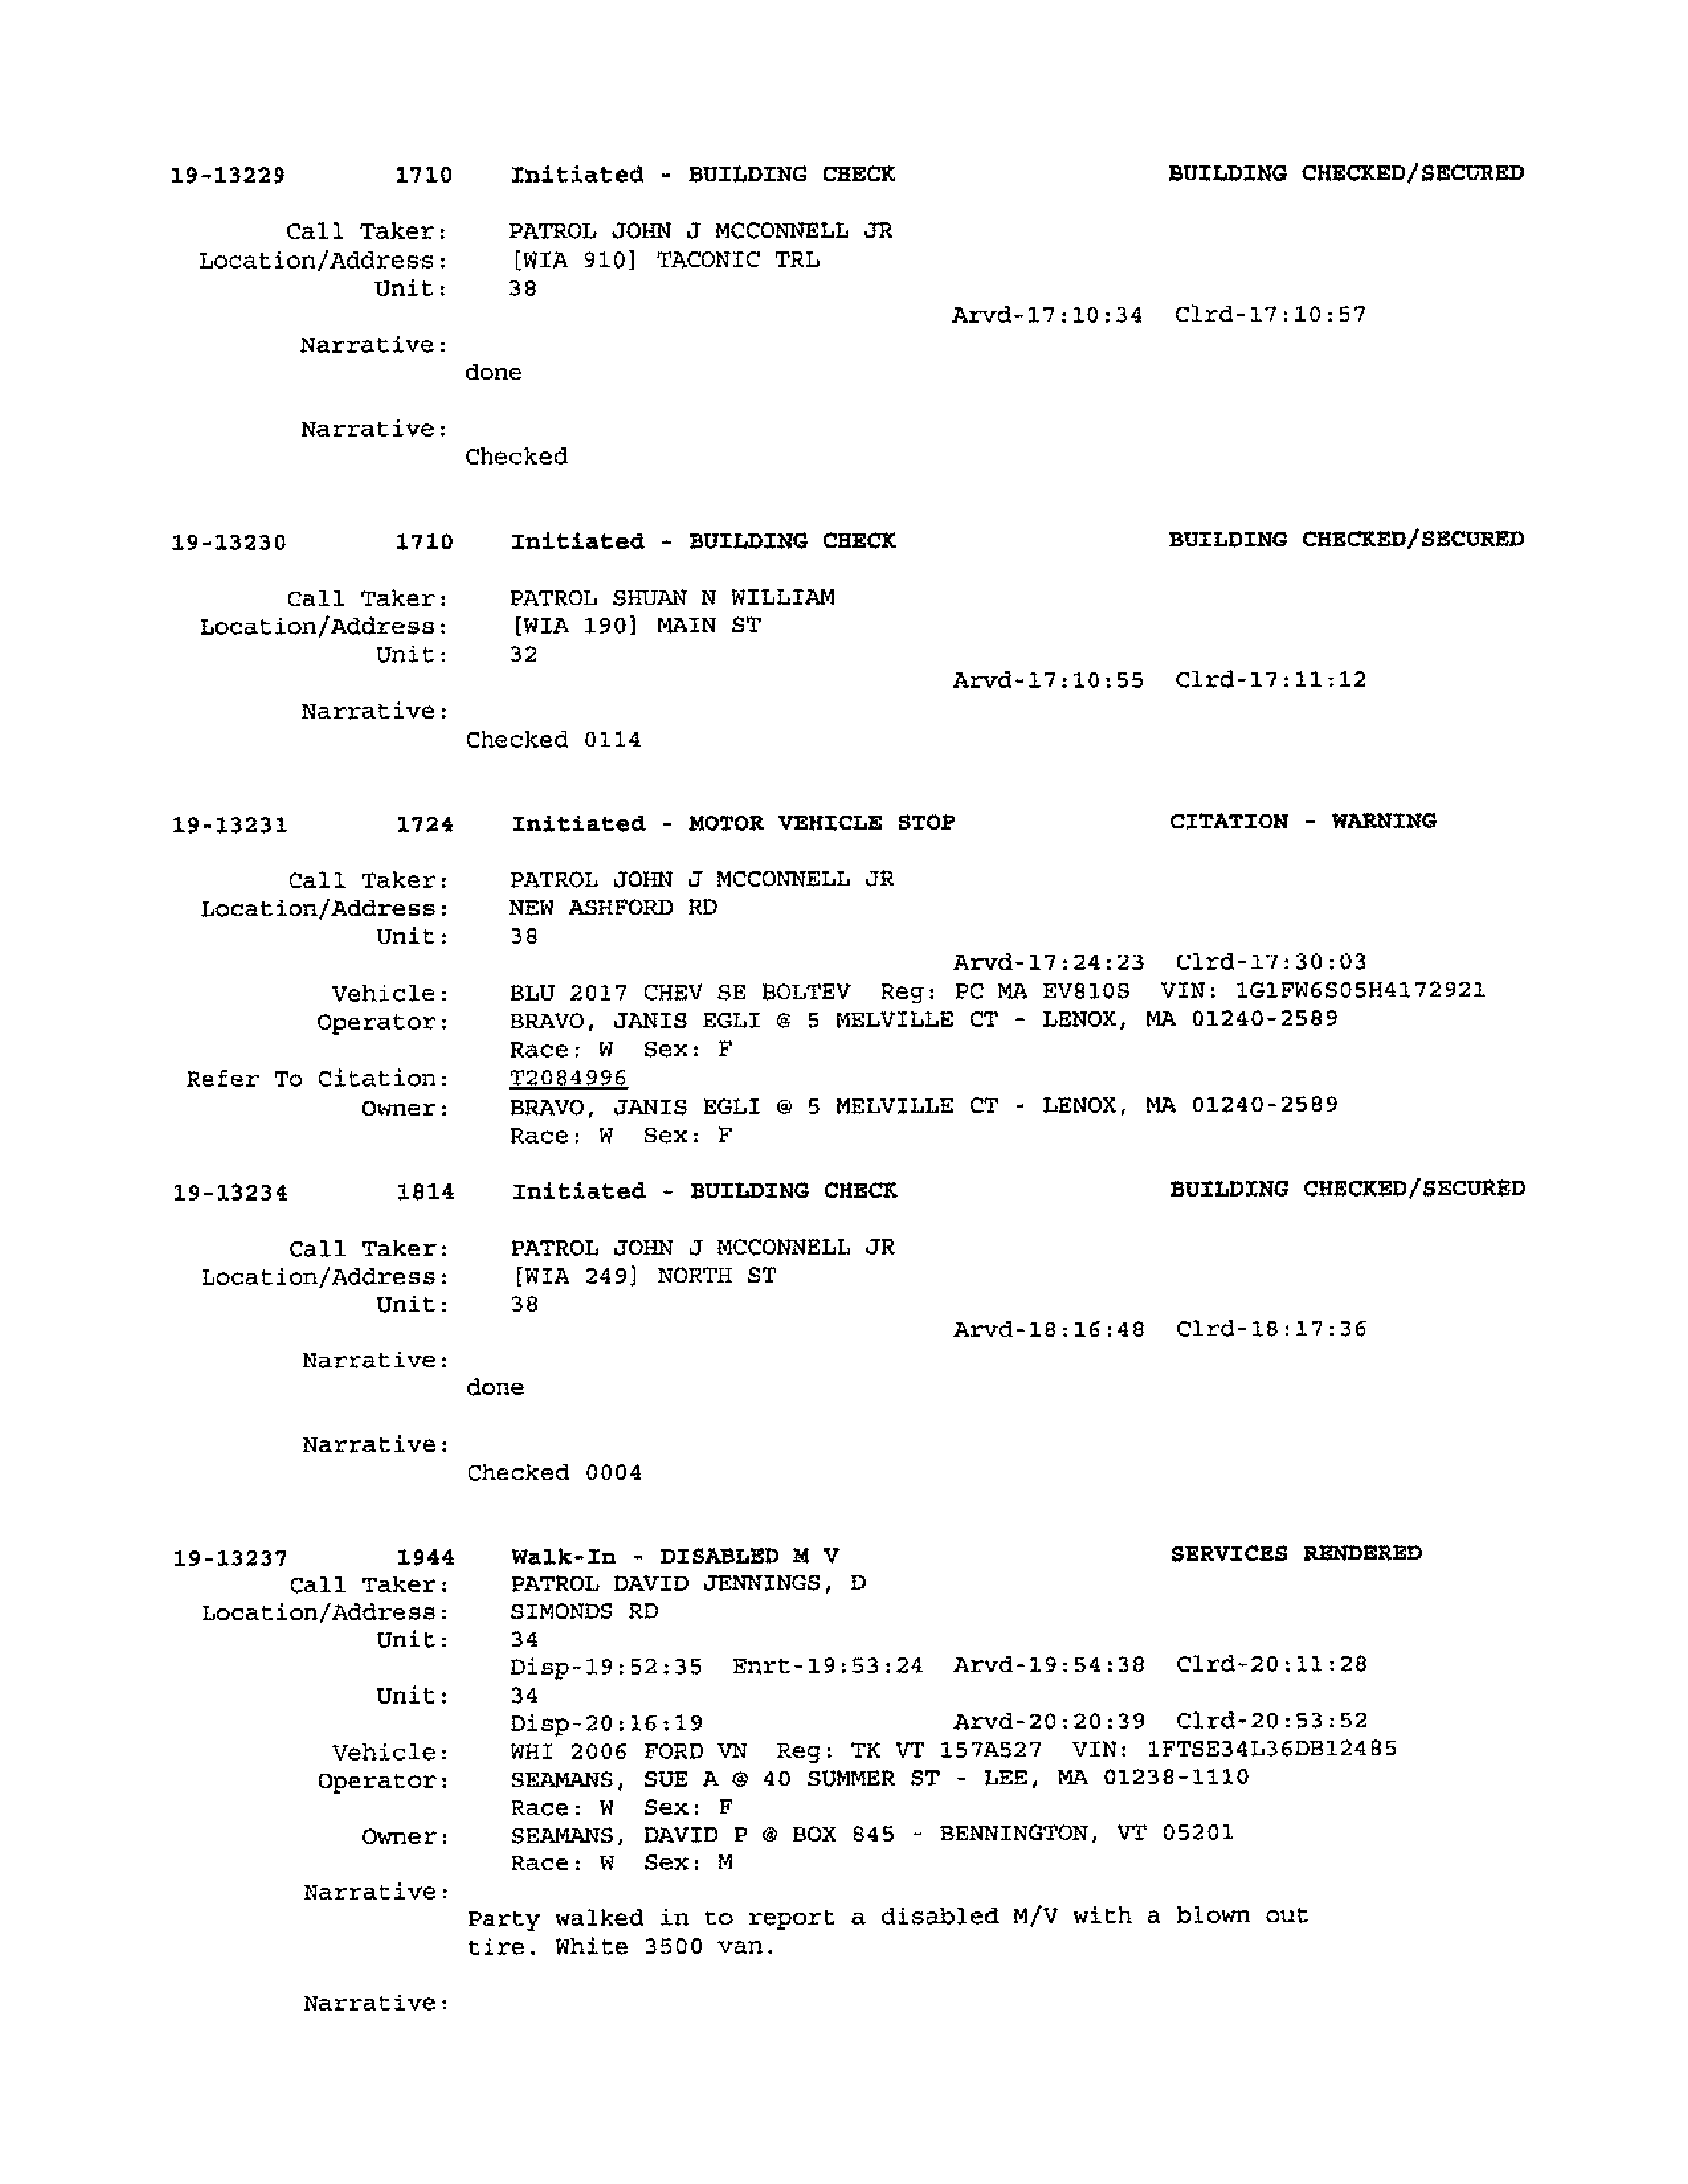 19-13229 1710 Initiated - BUILDING CHECK BUILDING CHECKED/SECURED
Call Taker: PATROL JOHN J MCCONNELL JR
Location/Address: [WIA 910] TACONIC TRL
Unit: 38
Arvd-17:10:34 Clrd-17:10:57
Narrative:
done
Narrative:
Checked
19-13230 1710 Initiated - BUILDING CHECK BUILDING CHECKED/SECURED
Call Taker: PATROL SHUAN N WILLIAM
Location/Address: [WIA 190] MAIN ST
Unit: 32
Arvd-17:10:55 Clrd-17:11:12
Narrative:
Checked 0114
19-13231 1724 Initiated - MOTOR VEHICLE STOP CITATION - WARNING
Call Taker: PATROL JOHN J MCCONNELL JR
Location/Address: NEW ASHFORD RD
Unit: 38
Arvd-17:24:23 Clrd-17:30:03
Vehicle: BLU 2017 CHEV SE BOLTEV Reg: PC MA EV810S VIN: 1G1FW6S05H4172921
Operator: BRAVO, JANIS EGLI @ 5 MELVILLE CT - LENOX, MA 01240-2589
Race: W Sex: F
Refer To Citation: T2084996
Owner: BRAVO, JANIS EGLI @ 5 MELVILLE CT - LENOX, MA 01240-2589
Race: W Sex: F
19-13234 1814 Initiated - BUILDING CHECK BUILDING CHECKED/SECURED
Call Taker: PATROL JOHN J MCCONNELL JR
Location/Address: [WIA 249] NORTH ST
Unit: 38
Arvd-18:16:48 Clrd-18:17:36
Narrative:
done
Narrative:
Checked 0004
19-13237 1944 Walk-In - DISABLED M V SERVICES RENDERED
Call Taker: PATROL DAVID JENNINGS, D
Location/Address: SIMONDS RD
Unit: 34
Disp-19:52:35 Enrt-19:53:24 Arvd-19:54:38 Clrd-20:11:28
Unit: 34
Disp-20:16:19 Arvd-20:20:39 Clrd-20:53:52
Vehicle: WHI 2006 FORD VN Reg: TK VT 157A527 VIN: 1FTSE34L36DB12485
Operator: SEAMANS, SUE A @ 40 SUMMER ST - LEE, MA 01238-1110
Race: W Sex: F
Owner: SEAMANS, DAVID P @ BOX 845 - BENNINGTON, VT 05201
Race: W Sex: M
Narrative:
Party walked in to report a disabled M/V with a blown out
tire. White 3500 van.
Narrative: